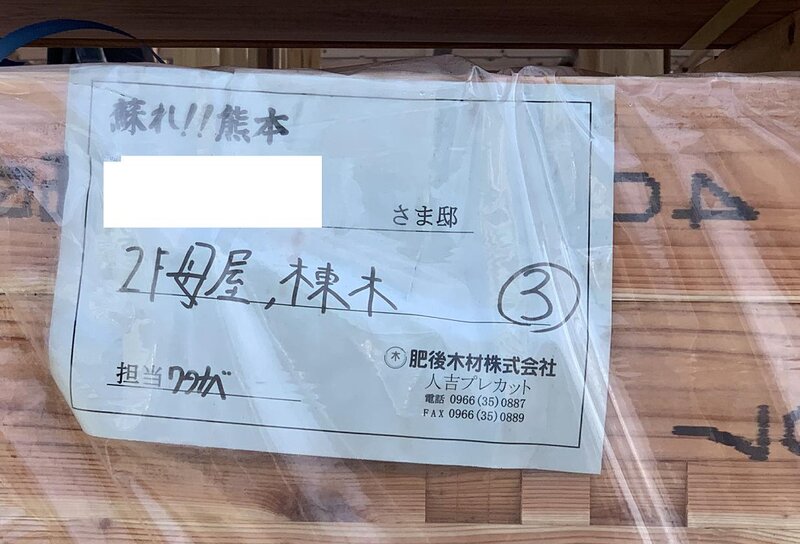 蘇れ!!熊本
さま邸
2F母屋,棟木
③
担当 ワタガベ
㊍肥後木材株式会社
人吉プレカット
電話 0966(35)0887
FAX 0966(35)0889